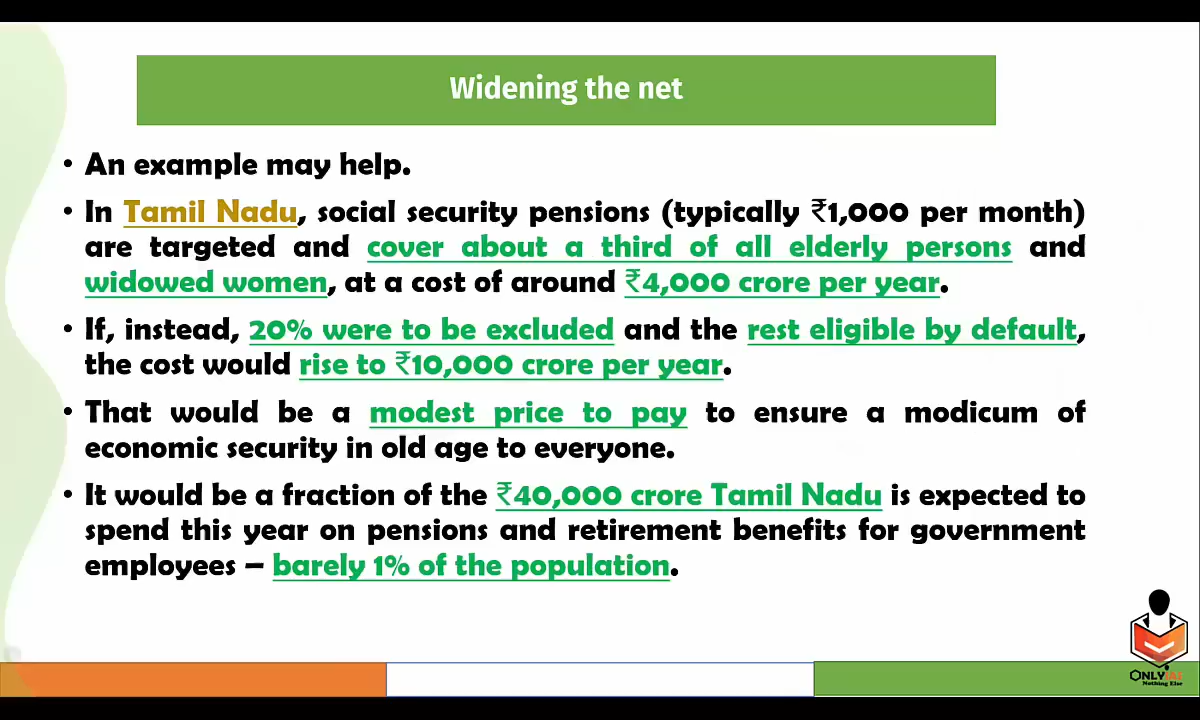 Widening the net
• An example may help.
• In Tamil Nadu, social security pensions (typically ₹1,000 per month)
are targeted and cover about a third of all elderly persons and
widowed women, at a cost of around ₹4,000 crore per year.
• If, instead, 20% were to be excluded and the rest eligible by default,
the cost would rise to ₹10,000 crore per year.
• That would be a modest price to pay to ensure a modicum of
economic security in old age to everyone.
• It would be a fraction of the ₹40,000 crore Tamil Nadu is expected to
spend this year on pensions and retirement benefits for government
employees – barely 1% of the population.
ONLYIAS
Nothing Else